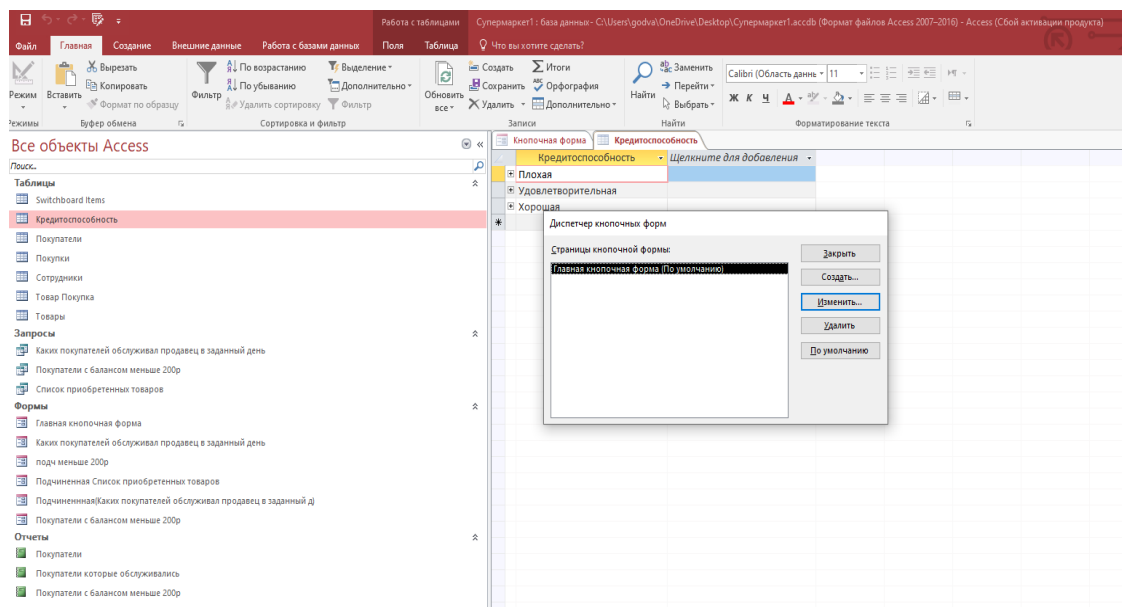 Работа с таблицами
Супермаркет1 : база данных- C:\Users\godva\OneDrive\Desktop\Супермаркет1.accdb (Формат файлов Access 2007–2016) - Access (Сбой активации продукта)
Файл Главная Создание Внешние данные Работа с базами данных Поля Таблица Что вы хотите сделать?
Режим
Вставить
Вырезать
Копировать
Формат по образцу
Фильтр
По возрастанию
По убыванию
Удалить сортировку
Выделение
Дополнительно
Фильтр
Обновить все
Создать
Сохранить
Удалить
Итоги
Орфография
Дополнительно
Найти
Заменить
Перейти
Выбрать
Calibri (Область даннь 11
Ж К Ч A
Режимы Буфер обмена Сортировка и фильтр Записи Найти Форматирование текста
Все объекты Access
Поиск...
Таблицы
Switchboard Items
Кредитоспособность
Покупатели
Покупки
Сотрудники
Товар Покупка
Товары
Запросы
Каких покупателей обслуживал продавец в заданный день
Покупатели с балансом меньше 200р
Список приобретенных товаров
Формы
Главная кнопочная форма
Каких покупателей обслуживал продавец в заданный день
подч меньше 200р
Подчиненная Список приобретенных товаров
Подчиненнная(Каких покупателей обслуживал продавец в заданный д)
Покупатели с балансом меньше 200р
Отчеты
Покупатели
Покупатели которые обслуживались
Покупатели с балансом меньше 200р
Кнопочная форма Кредитоспособность
Кредитоспособность Щелкните для добавления
Плохая
Удовлетворительная
Хорошая
Диспетчер кнопочных форм
Страницы кнопочной формы:
Главная кнопочная форма (По умолчанию)
Закрыть
Создать...
Изменить...
Удалить
По умолчанию